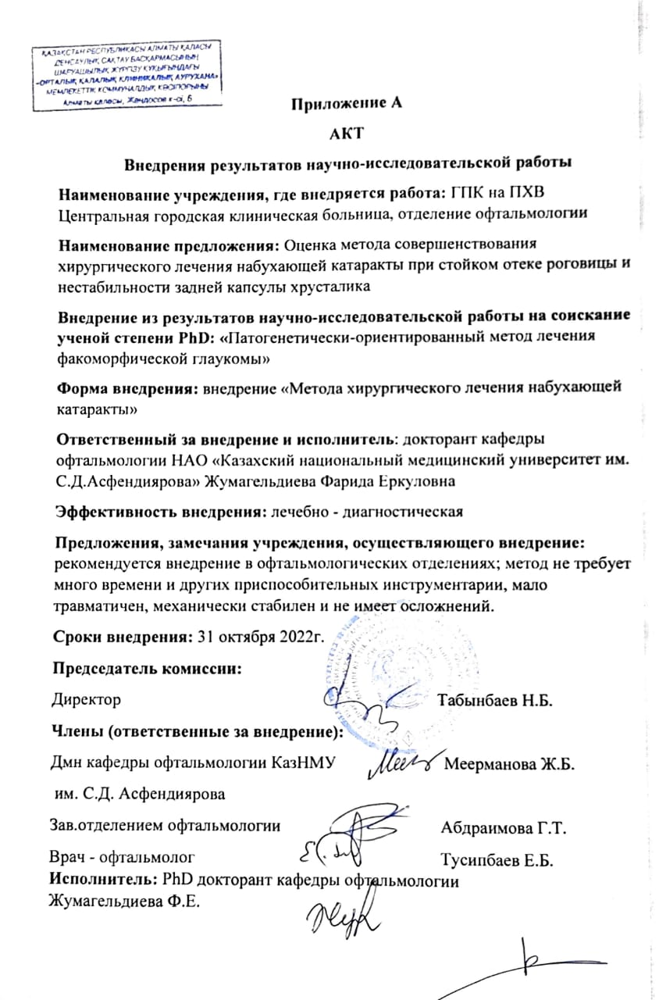 ҚАЗАҚСТАН РЕСПУБЛИКАСЫ АЛМАТЫ ҚАЛАСЫ
ДЕНСАУЛЫҚ САҚТАУ БАСҚАРМАСЫНЫҢ
ШАРУАШЫЛЫҚ ЖҮРГІЗУ ҚҰҚЫҒЫНДАҒЫ
«ОРТАЛЫҚ ҚАЛАЛЫҚ КЛИНИКАЛЫҚ АУРУХАНА»
МЕМЛЕКЕТТІК КОММУНАЛДЫҚ КӘСІПОРЫНЫ
Алматы қаласы, Жандосов к-сі, 6
Приложение А
АКТ
Внедрения результатов научно-исследовательской работы
Наименование учреждения, где внедряется работа: ГПК на ПХВ
Центральная городская клиническая больница, отделение офтальмологии
Наименование предложения: Оценка метода совершенствования
хирургического лечения набухающей катаракты при стойком отеке роговицы и
нестабильности задней капсулы хрусталика
Внедрение из результатов научно-исследовательской работы на соискание
ученой степени PhD: «Патогенетически-ориентированный метод лечения
факоморфической глаукомы»
Форма внедрения: внедрение «Метода хирургического лечения набухающей
катаракты»
Ответственный за внедрение и исполнитель: докторант кафедры
офтальмологии НАО «Казахский национальный медицинский университет им.
С.Д.Асфендиярова» Жумагельдиева Фарида Еркуловна
Эффективность внедрения: лечебно - диагностическая
Предложения, замечания учреждения, осуществляющего внедрение:
рекомендуется внедрение в офтальмологических отделениях; метод не требует
много времени и других приспособительных инструментарии, мало
травматичен, механически стабилен и не имеет осложнений.
Сроки внедрения: 31 октября 2022г.
Председатель комиссии:
Директор Табынбаев Н.Б.
Члены (ответственные за внедрение):
Дмн кафедры офтальмологии КазНМУ Меерманова Ж.Б.
им. С.Д. Асфендиярова
Зав.отделением офтальмологии Абдраимова Г.Т.
Врач - офтальмолог Тусипбаев Е.Б.
Исполнитель: PhD докторант кафедры офтальмологии
Жумагельдиева Ф.Е.